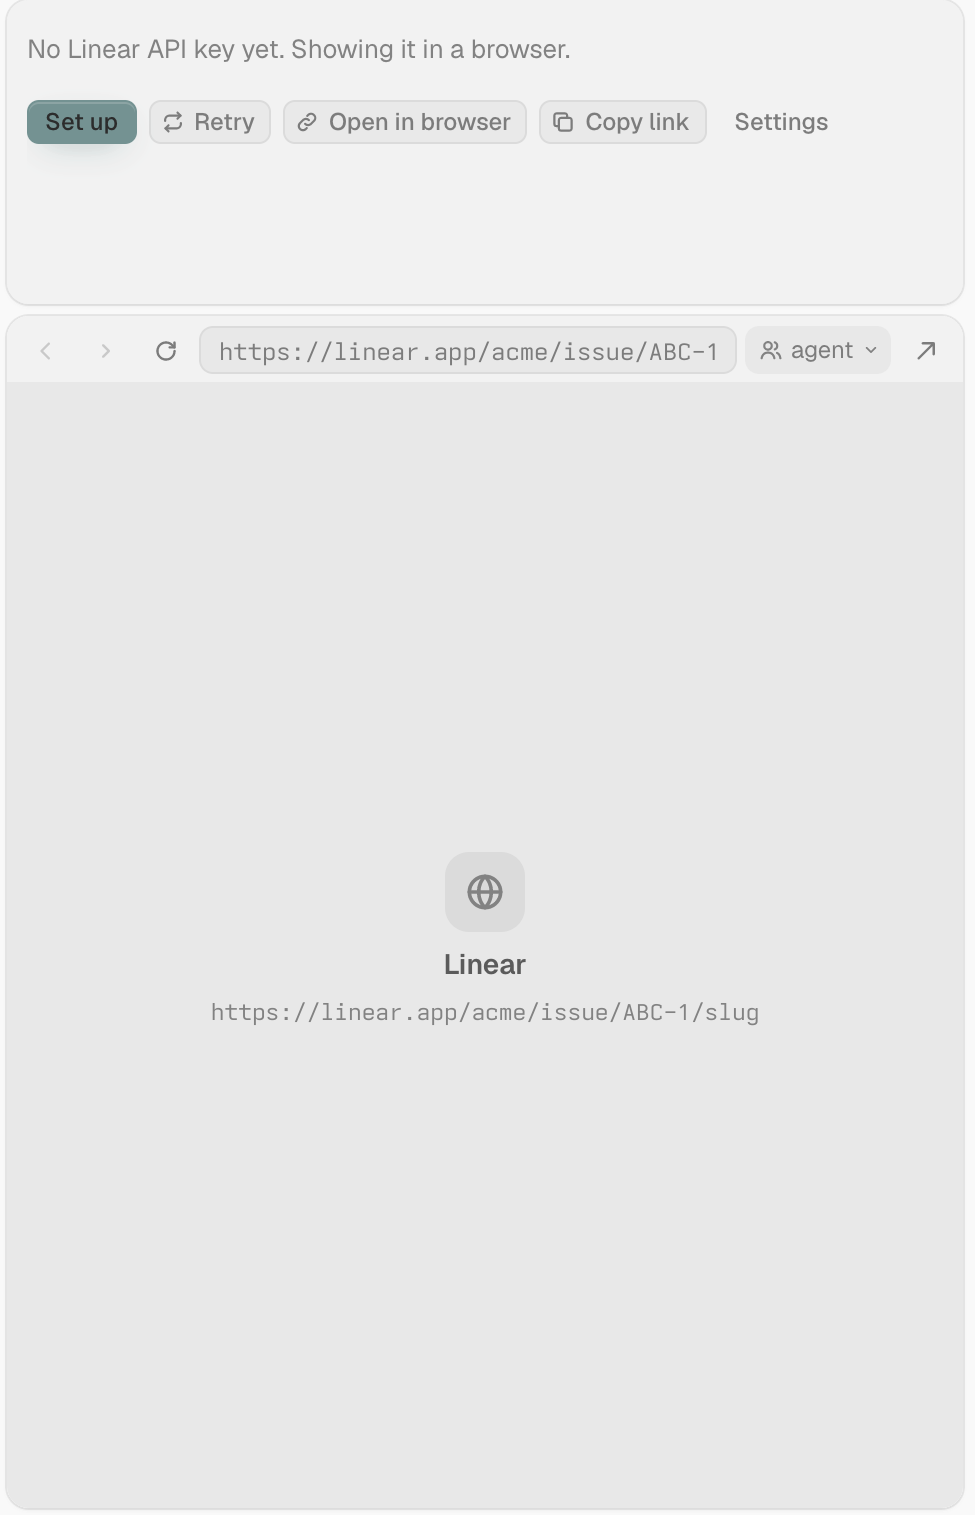 No Linear API key yet. Showing it in a browser.
Set up Retry Open in browser Copy link Settings
https://linear.app/acme/issue/ABC-1 agent
Linear
https://linear.app/acme/issue/ABC-1/slug